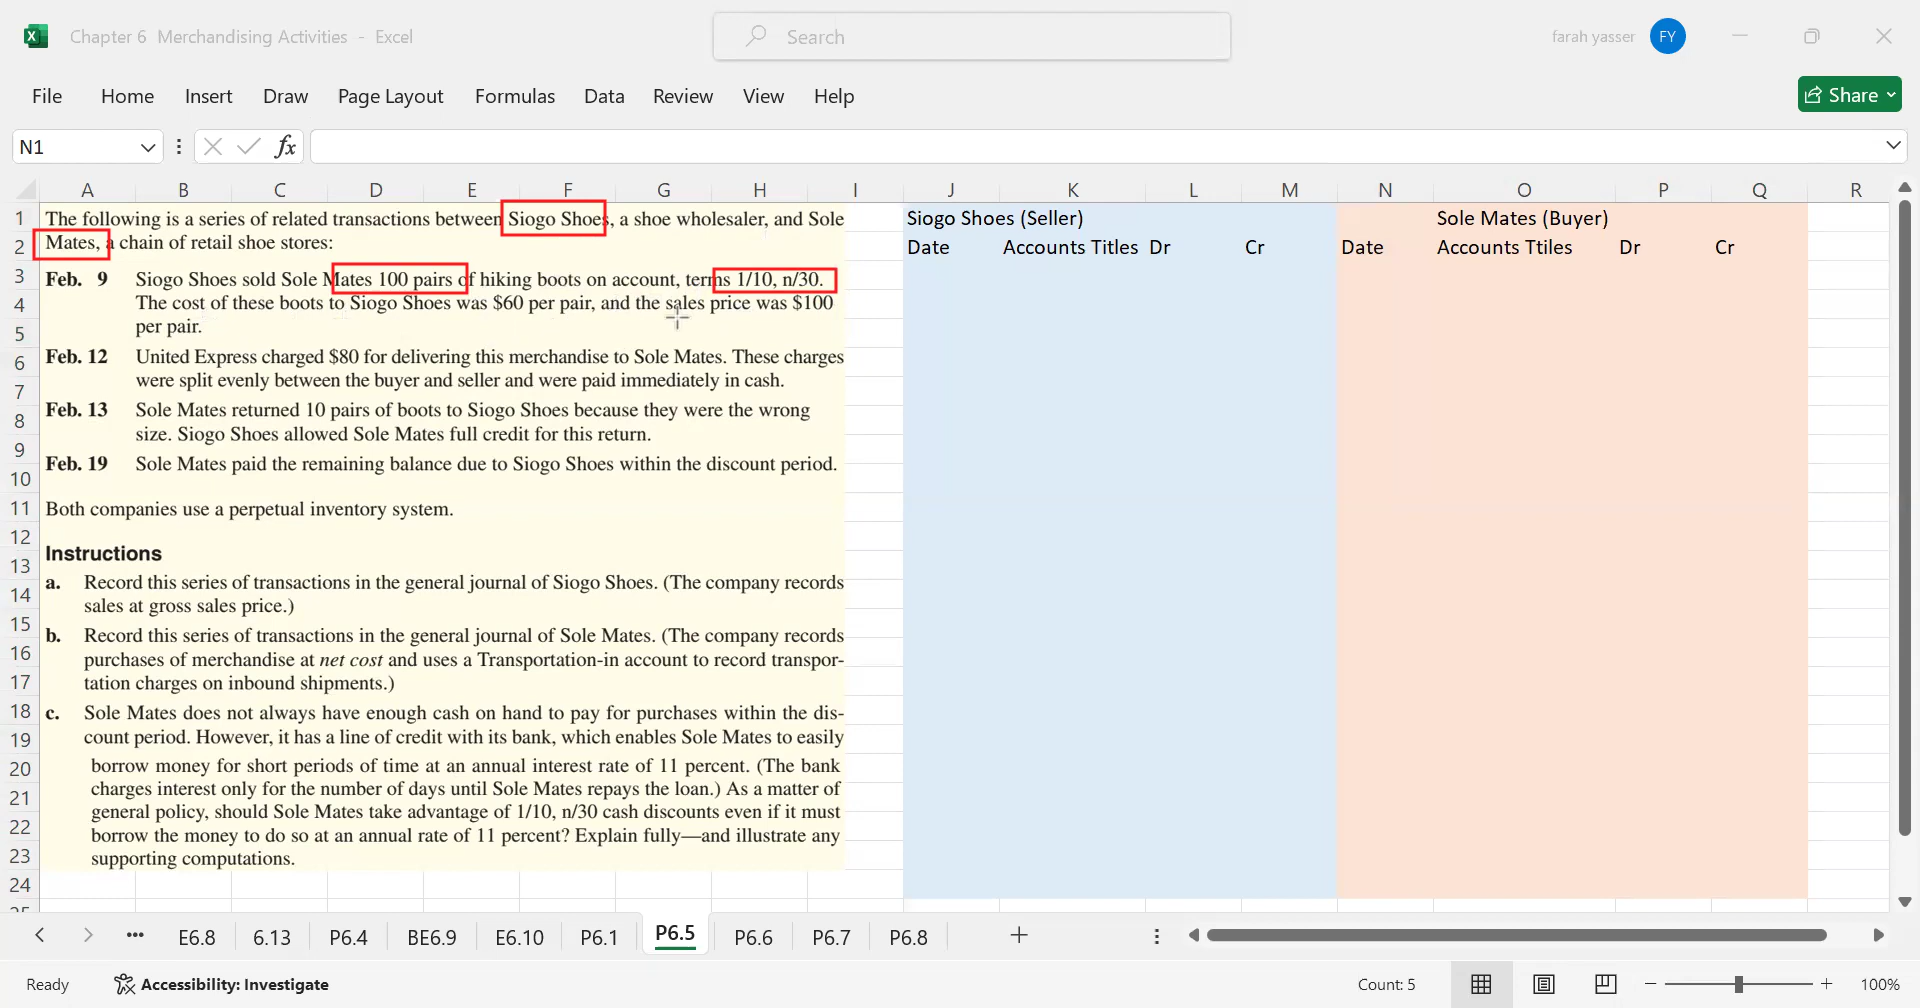 Chapter 6 Merchandising Activities - Excel
Search
farah yasser
FY
File Home Insert Draw Page Layout Formulas Data Review View Help
Share
N1
fx
A B C D E F G H I J K L M N O P Q R
1
2
3
4
5
6
7
8
9
10
11
12
13
14
15
16
17
18
19
20
21
22
23
24
The following is a series of related transactions between Siogo Shoes, a shoe wholesaler, and Sole
Mates, a chain of retail shoe stores:
Feb. 9 Siogo Shoes sold Sole Mates 100 pairs of hiking boots on account, terms 1/10, n/30.
The cost of these boots to Siogo Shoes was $60 per pair, and the sales price was $100
per pair.
Feb. 12 United Express charged $80 for delivering this merchandise to Sole Mates. These charges
were split evenly between the buyer and seller and were paid immediately in cash.
Feb. 13 Sole Mates returned 10 pairs of boots to Siogo Shoes because they were the wrong
size. Siogo Shoes allowed Sole Mates full credit for this return.
Feb. 19 Sole Mates paid the remaining balance due to Siogo Shoes within the discount period.
Both companies use a perpetual inventory system.
Instructions
a. Record this series of transactions in the general journal of Siogo Shoes. (The company records
sales at gross sales price.)
b. Record this series of transactions in the general journal of Sole Mates. (The company records
purchases of merchandise at net cost and uses a Transportation-in account to record transpor-
tation charges on inbound shipments.)
c. Sole Mates does not always have enough cash on hand to pay for purchases within the dis-
count period. However, it has a line of credit with its bank, which enables Sole Mates to easily
borrow money for short periods of time at an annual interest rate of 11 percent. (The bank
charges interest only for the number of days until Sole Mates repays the loan.) As a matter of
general policy, should Sole Mates take advantage of 1/10, n/30 cash discounts even if it must
borrow the money to do so at an annual rate of 11 percent? Explain fully—and illustrate any
supporting computations.
Siogo Shoes (Seller)
Date Accounts Titles Dr Cr
Sole Mates (Buyer)
Date Accounts Ttiles Dr Cr
E6.8 6.13 P6.4 BE6.9 E6.10 P6.1 P6.5 P6.6 P6.7 P6.8
Ready
Accessibility: Investigate
Count: 5
100%